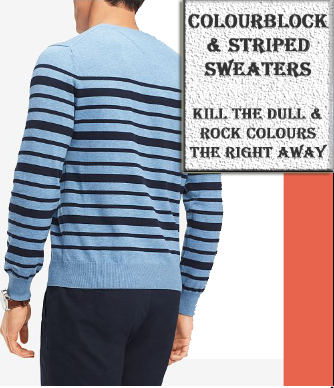 COLOURBLOCK
& STRIPED
SWEATERS
KILL THE DULL &
ROCK COLOURS
THE RIGHT AWAY